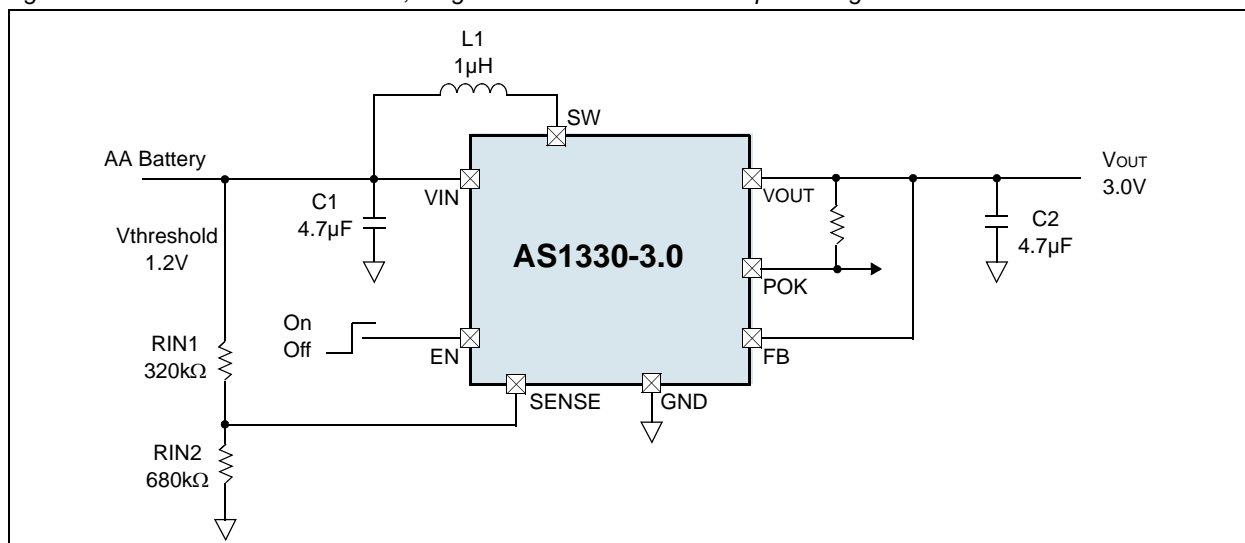 L1
1µH
SW
AA Battery
VIN
VOUT
VOUT
3.0V
C1
4.7µF
C2
4.7µF
Vthreshold
1.2V
AS1330-3.0
POK
On
Off
EN
FB
RIN1
320kΩ
SENSE
GND
RIN2
680kΩ